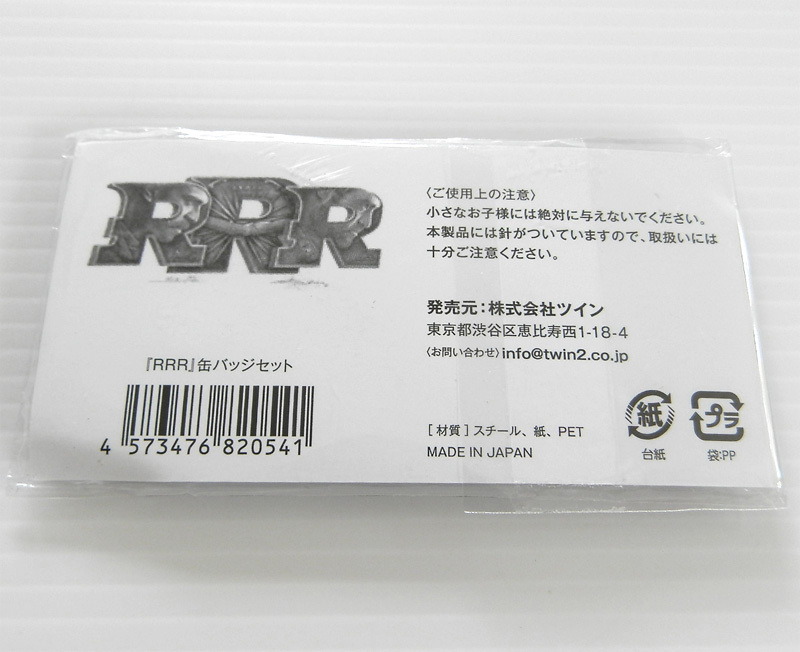 RRR
『RRR』缶バッジセット
4 573476 820541
〈ご使用上の注意〉
小さなお子様には絶対に与えないでください。
本製品には針がついていますので、取扱いには
十分ご注意ください。
発売元：株式会社ツイン
東京都渋谷区恵比寿西1-18-4
〈お問い合わせ〉info@twin2.co.jp
[ 材質 ] スチール、紙、PET
MADE IN JAPAN
紙
台紙
プラ
袋:PP